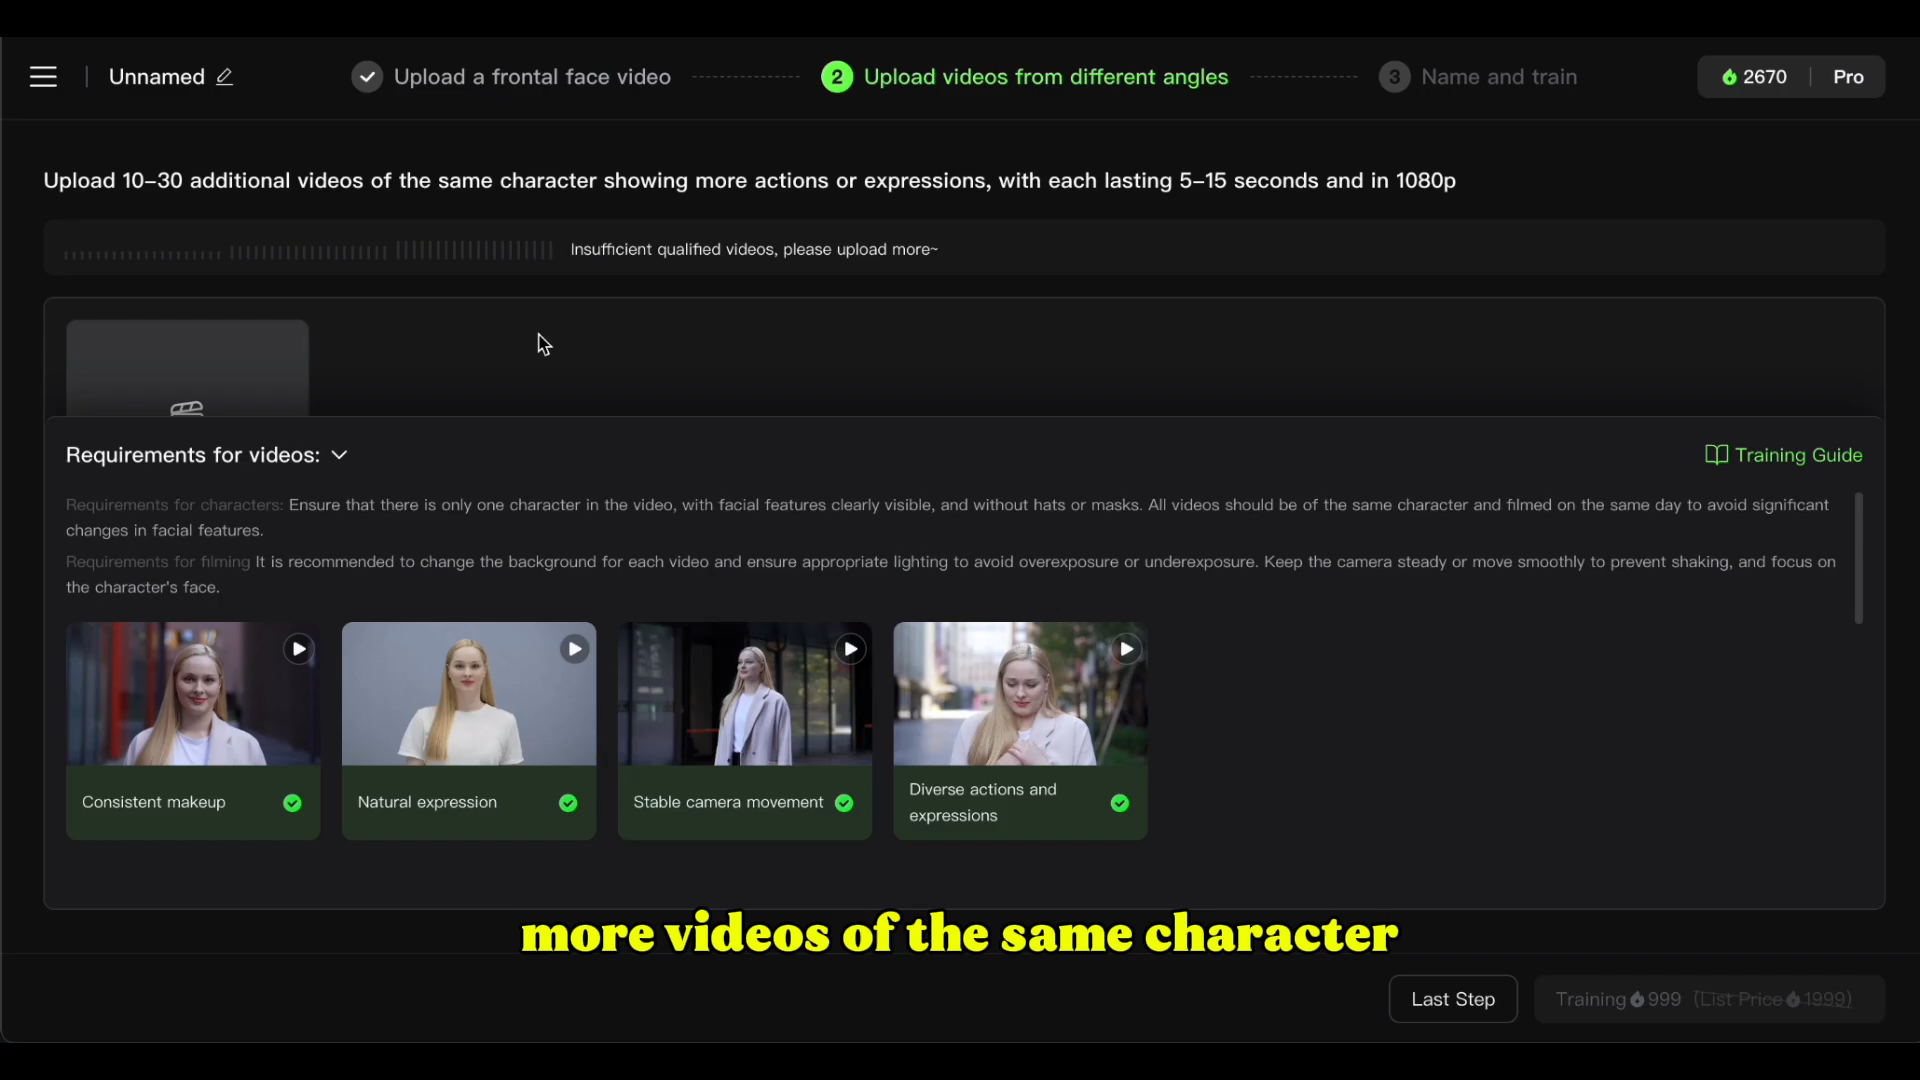 Unnamed
Upload a frontal face video
2 Upload videos from different angles
3 Name and train
2670
Pro
Upload 10–30 additional videos of the same character showing more actions or expressions, with each lasting 5–15 seconds and in 1080p
Insufficient qualified videos, please upload more~
Requirements for videos:
Training Guide
Requirements for characters: Ensure that there is only one character in the video, with facial features clearly visible, and without hats or masks. All videos should be of the same character and filmed on the same day to avoid significant
changes in facial features.
Requirements for filming It is recommended to change the background for each video and ensure appropriate lighting to avoid overexposure or underexposure. Keep the camera steady or move smoothly to prevent shaking, and focus on
the character's face.
Consistent makeup
Natural expression
Stable camera movement
Diverse actions and
expressions
more videos of the same character
Last Step
Training 999 (List Price 1999)